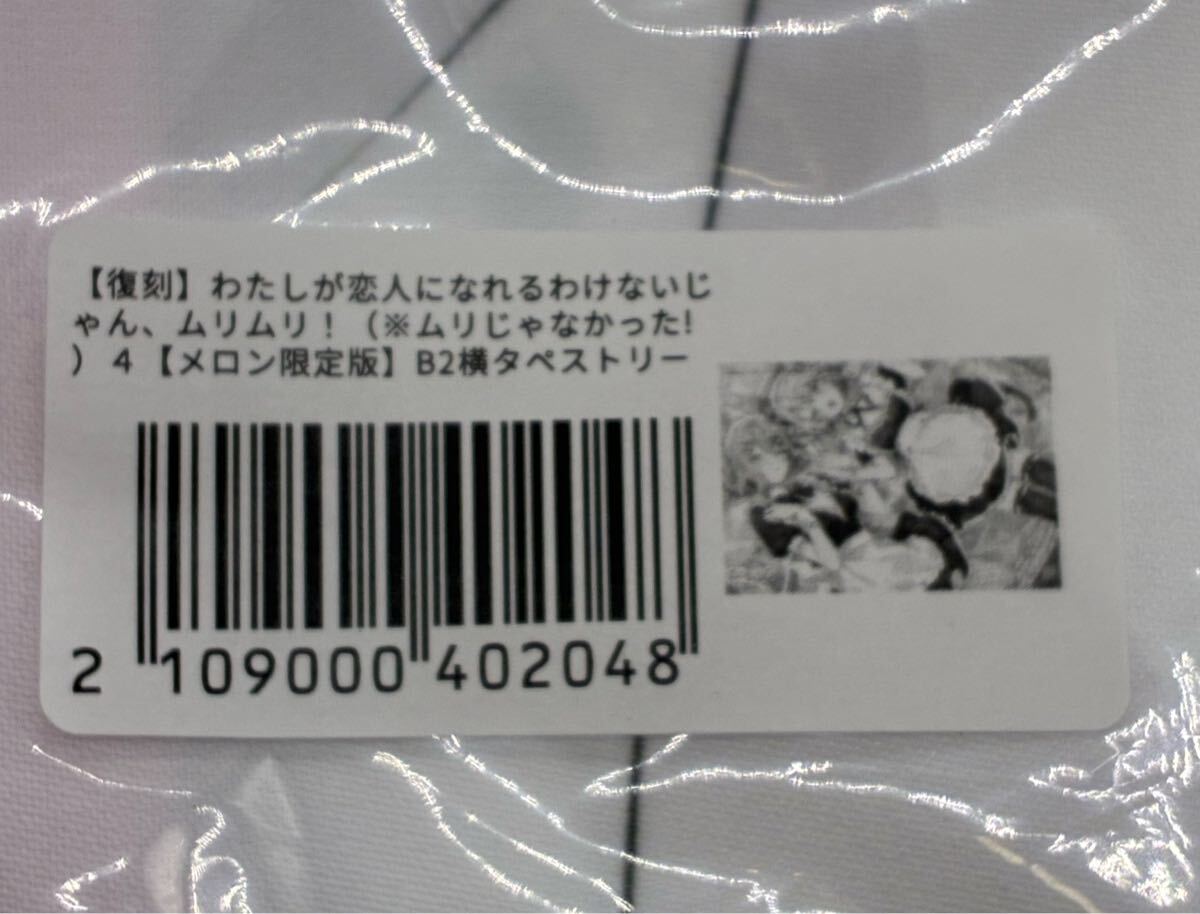 【復刻】わたしが恋人になれるわけないじ
ゃん、ムリムリ！（※ムリじゃなかった!
）４【メロン限定版】B2横タペストリー
2 109000 402048